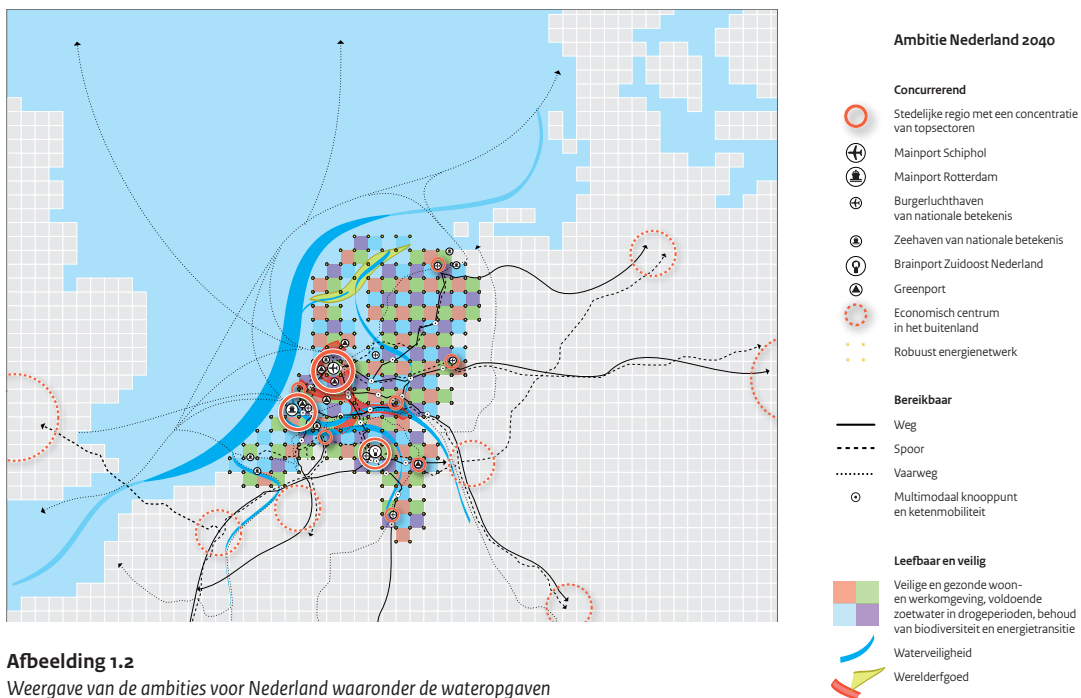 Ambitie Nederland 2040
Concurrerend
Stedelijke regio met een concentratie
van topsectoren
Mainport Schiphol
Mainport Rotterdam
Burgerluchthaven
van nationale betekenis
Zeehaven van nationale betekenis
Brainport Zuidoost Nederland
Greenport
Economisch centrum
in het buitenland
Robuust energienetwerk
Bereikbaar
Weg
Spoor
Vaarweg
Multimodaal knooppunt
en ketenmobiliteit
Leefbaar en veilig
Veilige en gezonde woon-
en werkomgeving, voldoende
zoetwater in drogeperioden, behoud
van biodiversiteit en energietransitie
Waterveiligheid
Werelderfgoed
Afbeelding 1.2
Weergave van de ambities voor Nederland waaronder de wateropgaven